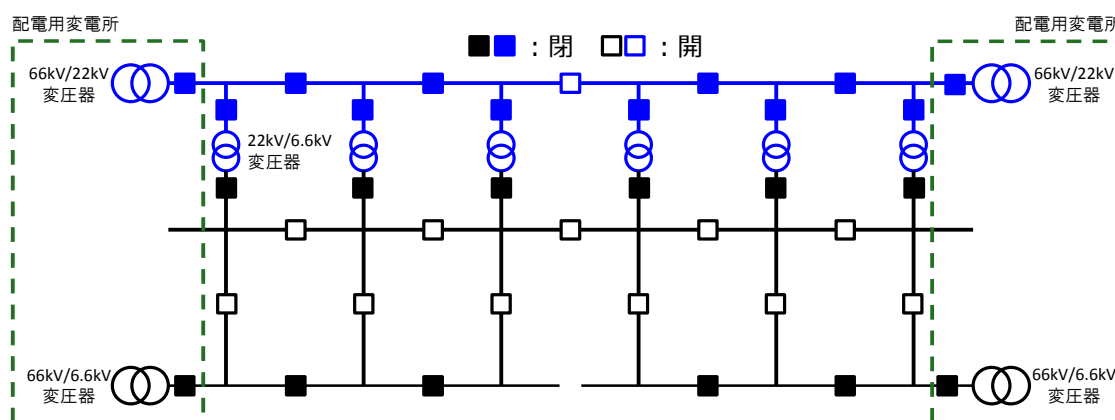 配電用変電所
配電用変電所
：閉
：開
66kV/22kV
変圧器
66kV/22kV
変圧器
22kV/6.6kV
変圧器
66kV/6.6kV
変圧器
66kV/6.6kV
変圧器